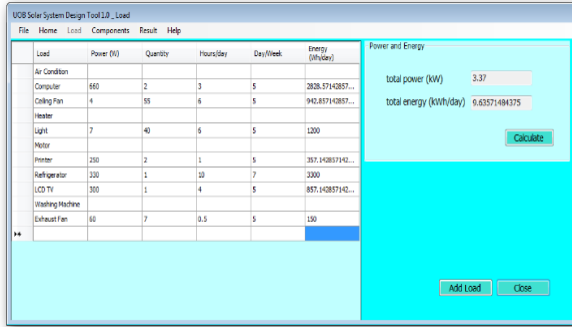 UOB Solar System Design Tool 1.0 _ Load
File Home Load Components Result Help
Load Power (W) Quantity Hours/day Day/Week Energy (Wh/day)
Air Condition
Computer 660 2 3 5 2828.57142857...
Ceiling Fan 4 55 6 5 942.857142857...
Heater
Light 7 40 6 5 1200
Motor
Printer 250 2 1 5 357.142857142...
Refrigerator 330 1 10 7 3300
LCD TV 300 1 4 5 857.142857142...
Washing Machine
Exhaust Fan 60 7 0.5 5 150
Power and Energy
total power (kW) 3.37
total energy (kWh/day) 9.63571484375
Calculate
Add Load Close